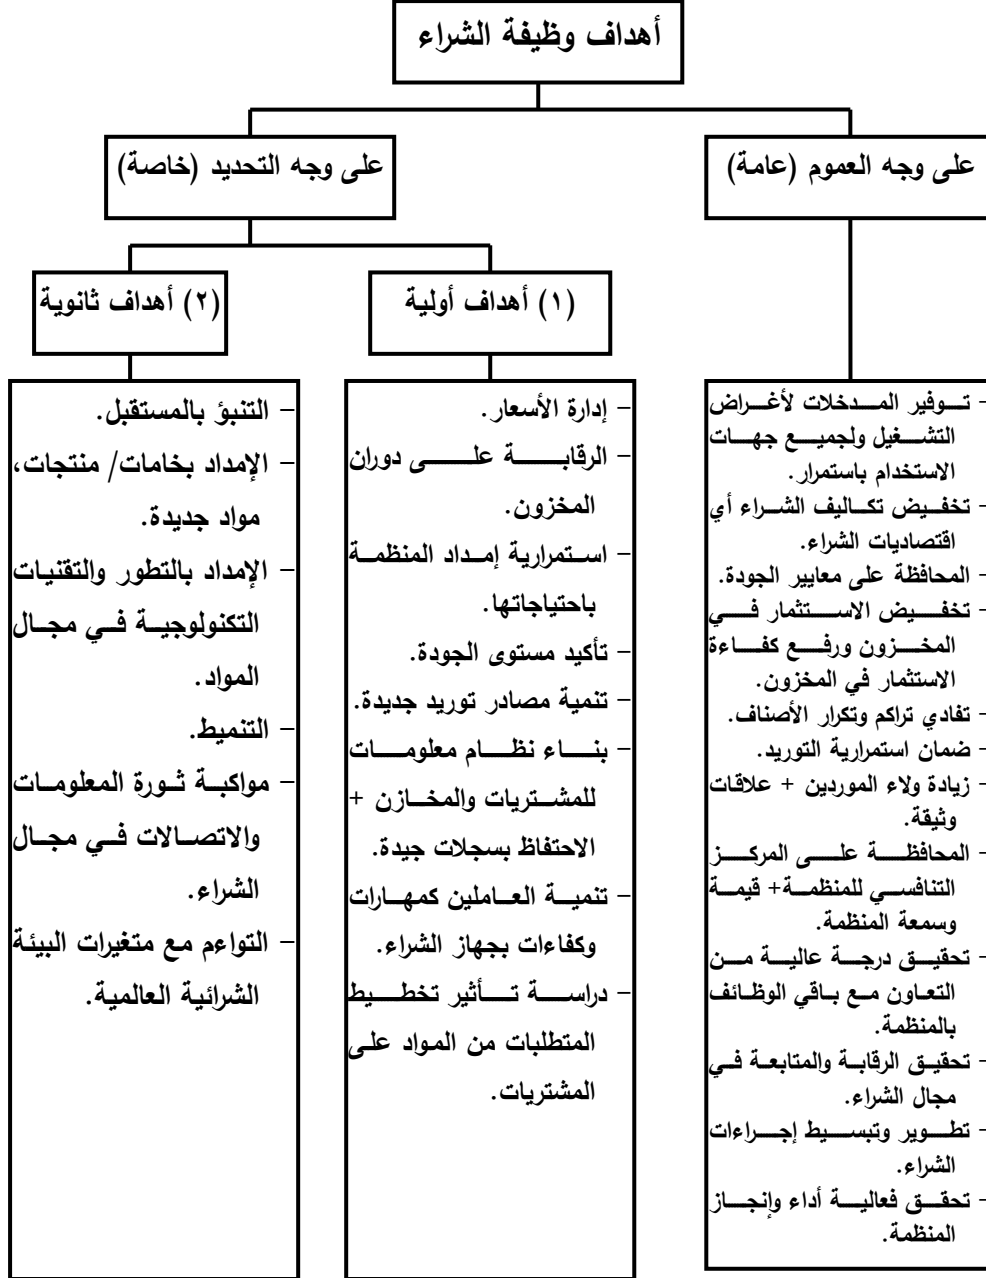 أهداف وظيفة الشراء
على وجه العموم (عامة)
على وجه التحديد (خاصة)
(١) أهداف أولية
(٢) أهداف ثانوية
- توفير المدخلات لأغراض
التشغيل ولجميع جهات
الاستخدام باستمرار.
- تخفيض تكاليف الشراء أي
اقتصاديات الشراء.
- المحافظة على معايير الجودة.
- تخفيض الاستثمار في
المخزون ورفع كفاءة
الاستثمار في المخزون.
- تفادي تراكم وتكرار الأصناف.
- ضمان استمرارية التوريد.
- زيادة ولاء الموردين + علاقات
وثيقة.
- المحافظة على المركز
التنافسي للمنظمة+ قيمة
وسمعة المنظمة.
- تحقيق درجة عالية من
التعاون مع باقي الوظائف
بالمنظمة.
- تحقيق الرقابة والمتابعة في
مجال الشراء.
- تطوير وتبسيط إجراءات
الشراء.
- تحقق فعالية أداء وإنجاز
المنظمة.
- إدارة الأسعار.
- الرقابة على دوران
المخزون.
- استمرارية إمداد المنظمة
باحتياجاتها.
- تأكيد مستوى الجودة.
- تنمية مصادر توريد جديدة.
- بناء نظام معلومات
للمشتريات والمخازن +
الاحتفاظ بسجلات جيدة.
- تنمية العاملين كمهارات
وكفاءات بجهاز الشراء.
- دراسة تأثير تخطيط
المتطلبات من المواد على
المشتريات.
- التنبؤ بالمستقبل.
- الإمداد بخامات/ منتجات،
مواد جديدة.
- الإمداد بالتطور والتقنيات
التكنولوجية في مجال
المواد.
- التنميط.
- مواكبة ثورة المعلومات
والاتصالات في مجال
الشراء.
- التواءم مع متغيرات البيئة
الشرائية العالمية.